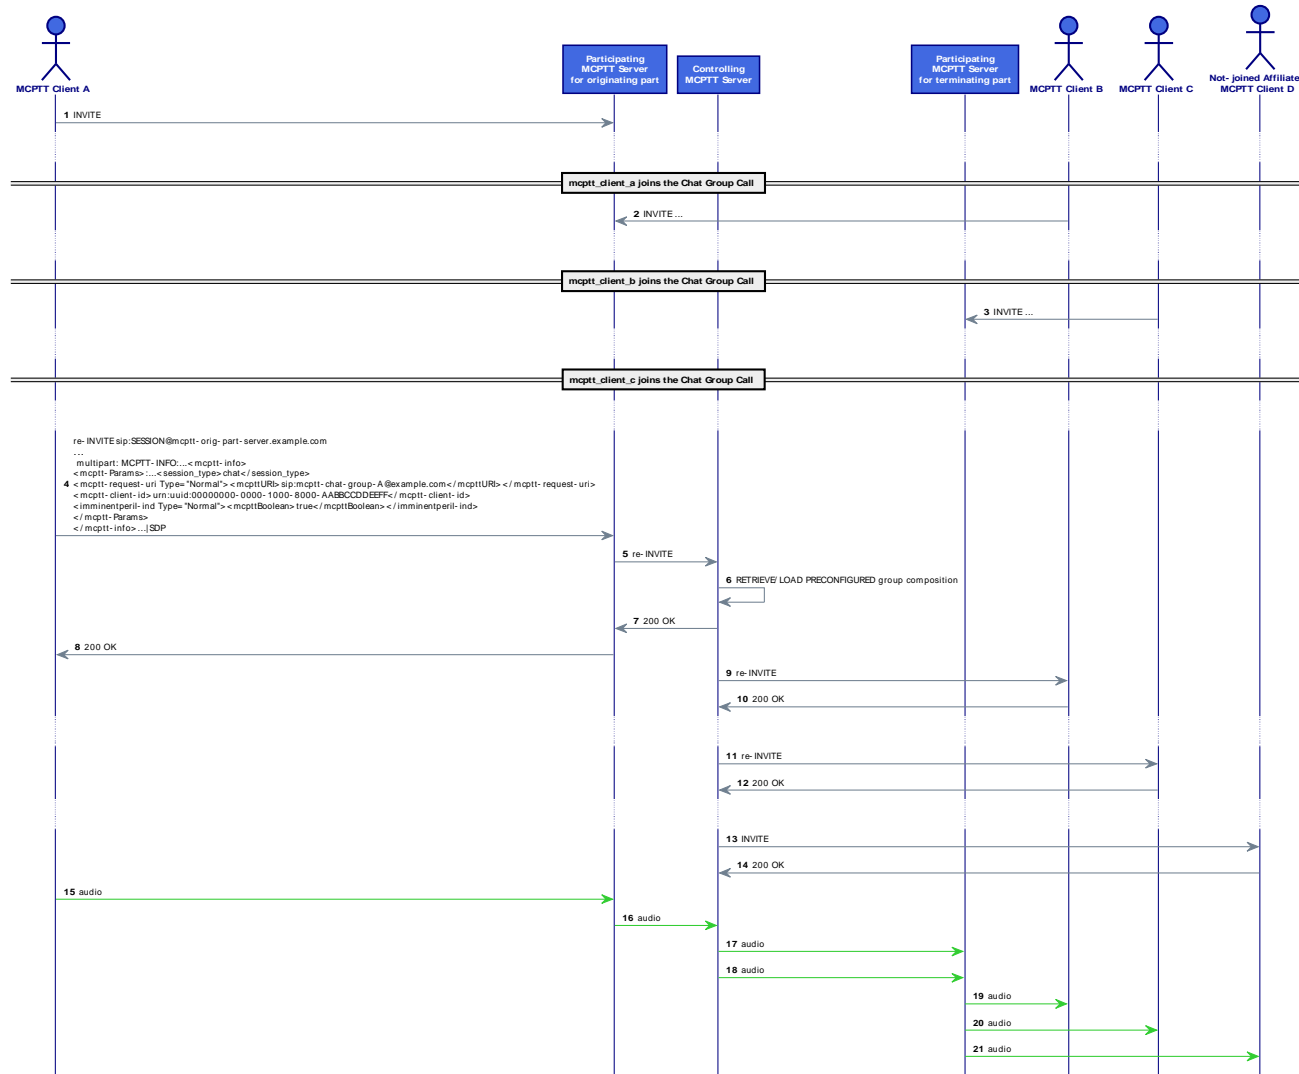 MCPTT Client A
Participating
MCPTT Server
for originating part
Controlling
MCPTT Server
Participating
MCPTT Server
for terminating part
MCPTT Client B
MCPTT Client C
Not-joined Affiliate
MCPTT Client D
1 INVITE
mcptt_client_a joins the Chat Group Call
2 INVITE ...
mcptt_client_b joins the Chat Group Call
3 INVITE ...
mcptt_client_c joins the Chat Group Call
re-INVITE sip:SESSION@mcptt-orig-part-server.example.com
...
multipart: MCPTT-INFO:...<mcptt-info>
<mcptt-Params>:...<session_type>chat</session_type>
4 <mcptt-request-uri Type="Normal"><mcpttURI>sip:mcptt-chat-group-A@example.com</mcpttURI></mcptt-request-uri>
<mcptt-client-id>urn:uuid:00000000-0000-1000-8000-AABBCCDDEEFF</mcptt-client-id>
<imminentperil-ind Type="Normal"><mcpttBoolean>true</mcpttBoolean></imminentperil-ind>
</mcptt-Params>
</mcptt-info>...|SDP
5 re-INVITE
6 RETRIEVE/LOAD PRECONFIGURED group composition
7 200 OK
8 200 OK
9 re-INVITE
10 200 OK
11 re-INVITE
12 200 OK
13 INVITE
14 200 OK
15 audio
16 audio
17 audio
18 audio
19 audio
20 audio
21 audio